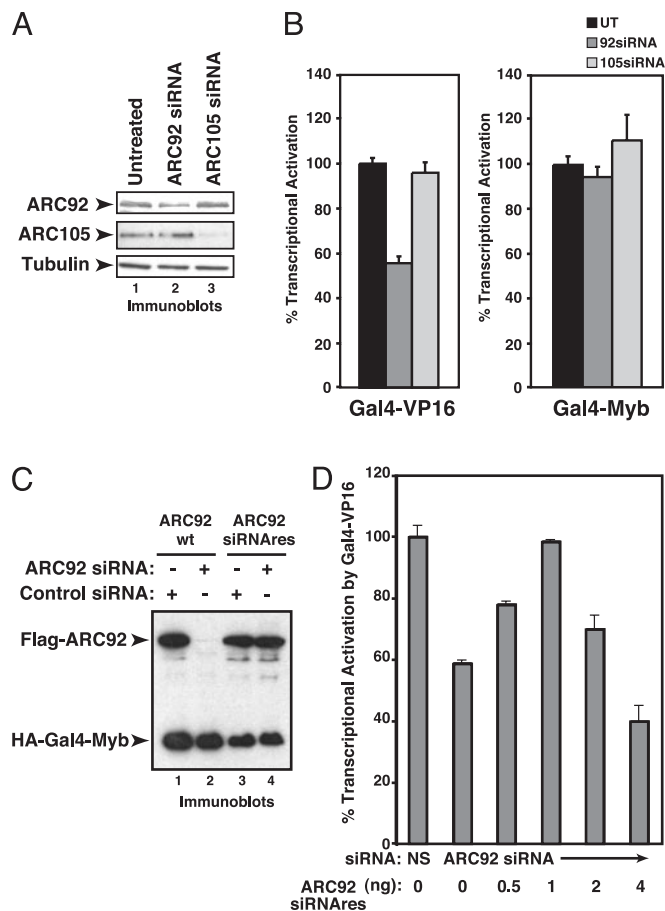 A
Untreated
ARC92 siRNA
ARC105 siRNA
ARC92
ARC105
Tubulin
1 2 3
Immunoblots
B
UT
92siRNA
105siRNA
% Transcriptional Activation
140
120
100
80
60
40
20
0
Gal4-VP16
% Transcriptional Activation
140
120
100
80
60
40
20
0
Gal4-Myb
C
ARC92 wt
ARC92 siRNAres
ARC92 siRNA: - + - +
Control siRNA: + - + -
Flag-ARC92
HA-Gal4-Myb
1 2 3 4
Immunoblots
D
% Transcriptional Activation by Gal4-VP16
120
100
80
60
40
20
0
siRNA: NS ARC92 siRNA
ARC92 (ng): 0 0 0.5 1 2 4
siRNAres